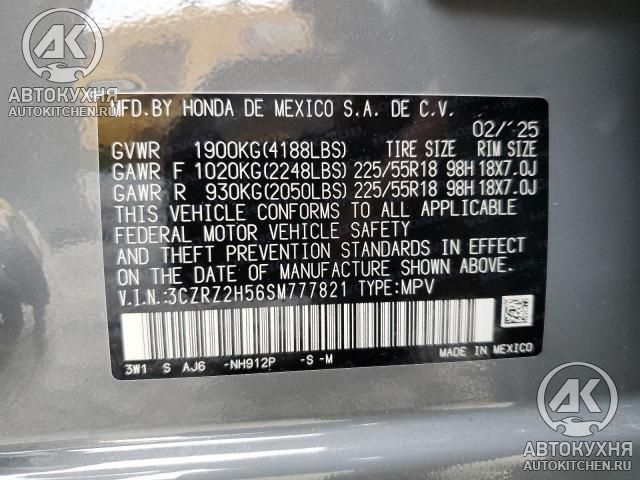 AK
АВТОКУХНЯ
AUTOKITCHEN.RU
MFD.BY HONDA DE MEXICO S.A. DE C.V.
02/'25
GVWR 1900KG(4188LBS) TIRE SIZE RIM SIZE
GAWR F 1020KG(2248LBS) 225/55R18 98H 18X7.0J
GAWR R 930KG(2050LBS) 225/55R18 98H 18X7.0J
THIS VEHICLE CONFORMS TO ALL APPLICABLE
FEDERAL MOTOR VEHICLE SAFETY
AND THEFT PREVENTION STANDARDS IN EFFECT
ON THE DATE OF MANUFACTURE SHOWN ABOVE.
V.I.N.:3CZRZ2H56SM777821 TYPE:MPV
3W1 S AJ6 -NH912P -S -M MADE IN MEXICO
AK
АВТОКУХНЯ
AUTOKITCHEN.RU